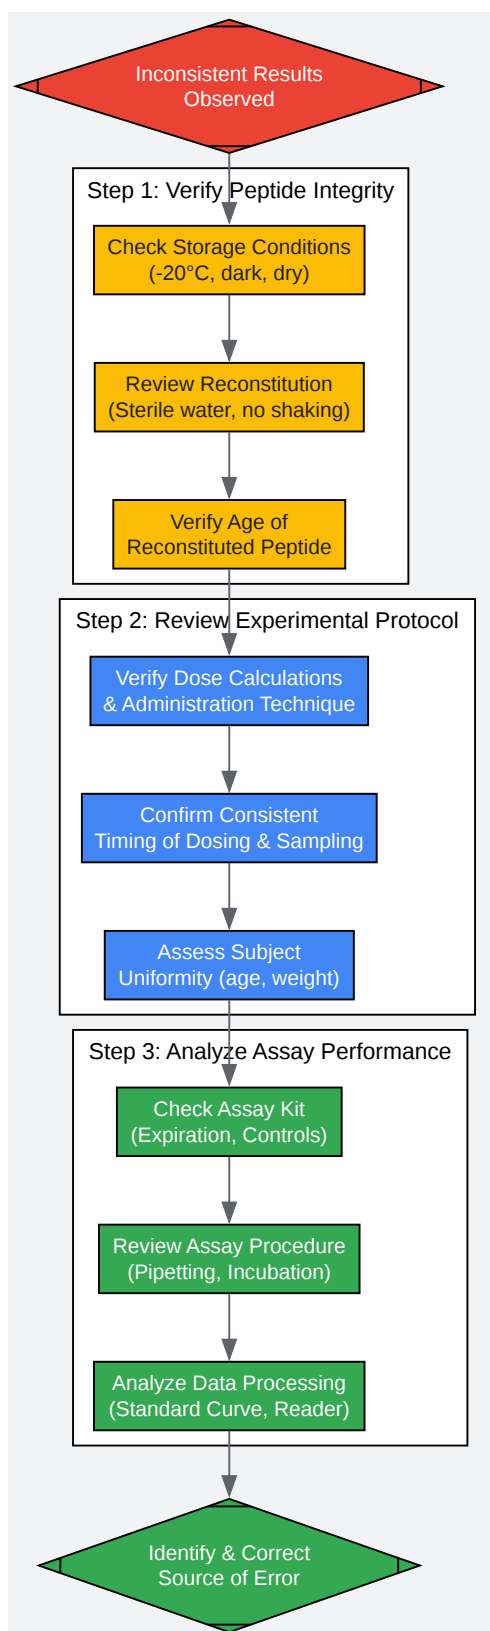 Inconsistent Results
Observed
Step 1: Verify Peptide Integrity
Check Storage Conditions
(-20°C, dark, dry)
Review Reconstitution
(Sterile water, no shaking)
Verify Age of
Reconstituted Peptide
Step 2: Review Experimental Protocol
Verify Dose Calculations
& Administration Technique
Confirm Consistent
Timing of Dosing & Sampling
Assess Subject
Uniformity (age, weight)
Step 3: Analyze Assay Performance
Check Assay Kit
(Expiration, Controls)
Review Assay Procedure
(Pipetting, Incubation)
Analyze Data Processing
(Standard Curve, Reader)
Identify & Correct
Source of Error